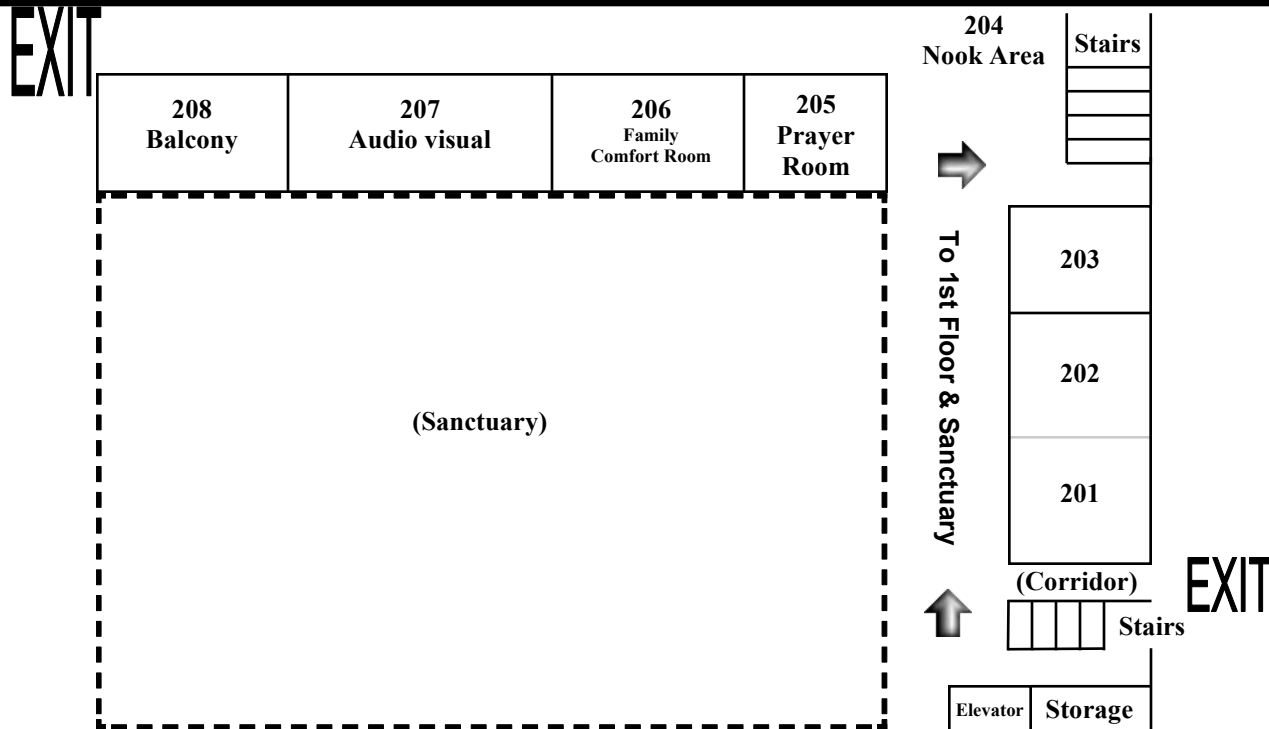 EXIT
204
Nook Area
Stairs
208
Balcony
207
Audio visual
206
Family
Comfort Room
205
Prayer
Room
To 1st Floor & Sanctuary
203
202
(Sanctuary)
201
(Corridor)
EXIT
Stairs
Elevator
Storage